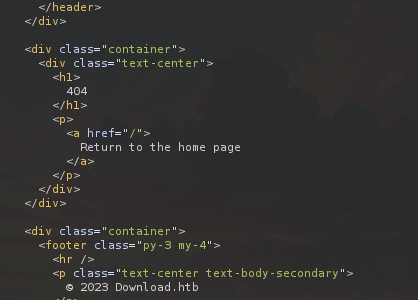 </header>
</div>
<div class="container">
<div class="text-center">
<h1>
404
</h1>
<p>
<a href="/">
Return to the home page
</a>
</p>
</div>
</div>
<div class="container">
<footer class="py-3 my-4">
<hr />
<p class="text-center text-body-secondary">
© 2023 Download.htb